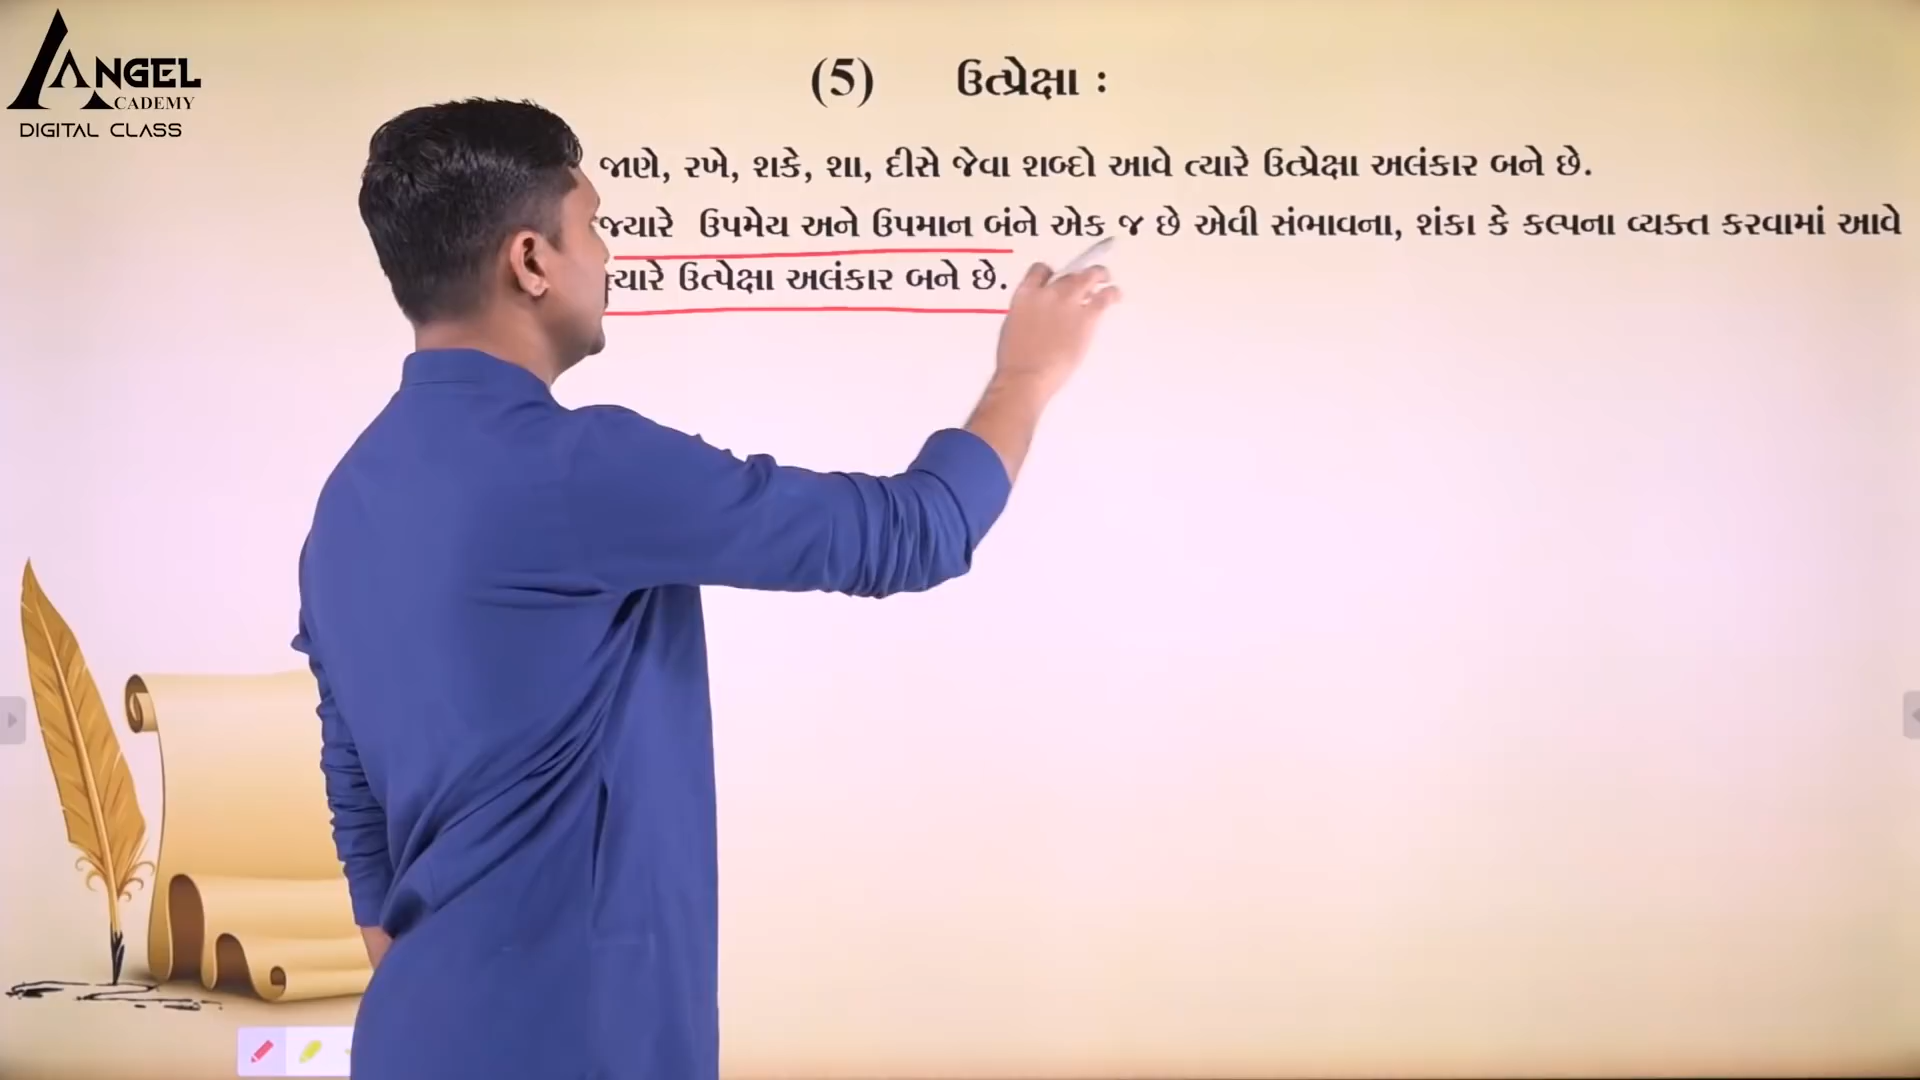 ANGEL
ACADEMY
DIGITAL CLASS
(5) ઉત્પ્રેક્ષા :
જાણે, રખે, શકે, શા, દીસે જેવા શબ્દો આવે ત્યારે ઉત્પ્રેક્ષા અલંકાર બને છે.
જ્યારે ઉપમેય અને ઉપમાન બંને એક જ છે એવી સંભાવના, શંકા કે કલ્પના વ્યક્ત કરવામાં આવે
ત્યારે ઉત્પેક્ષા અલંકાર બને છે.